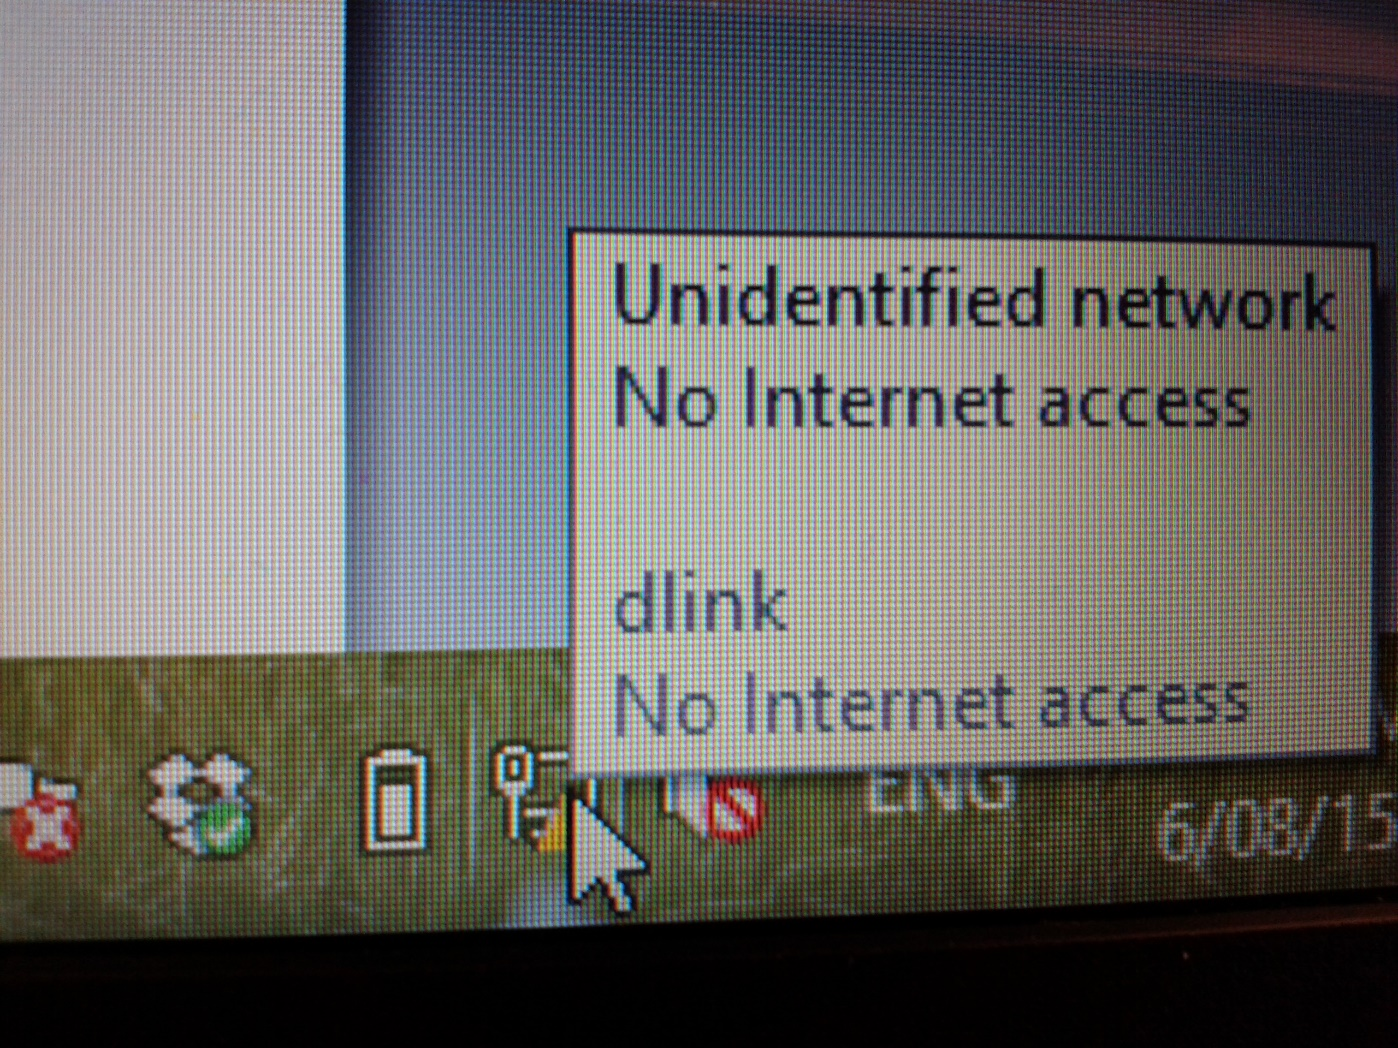 Unidentified network
No Internet access
dlink
No Internet access
ENG
6/08/15